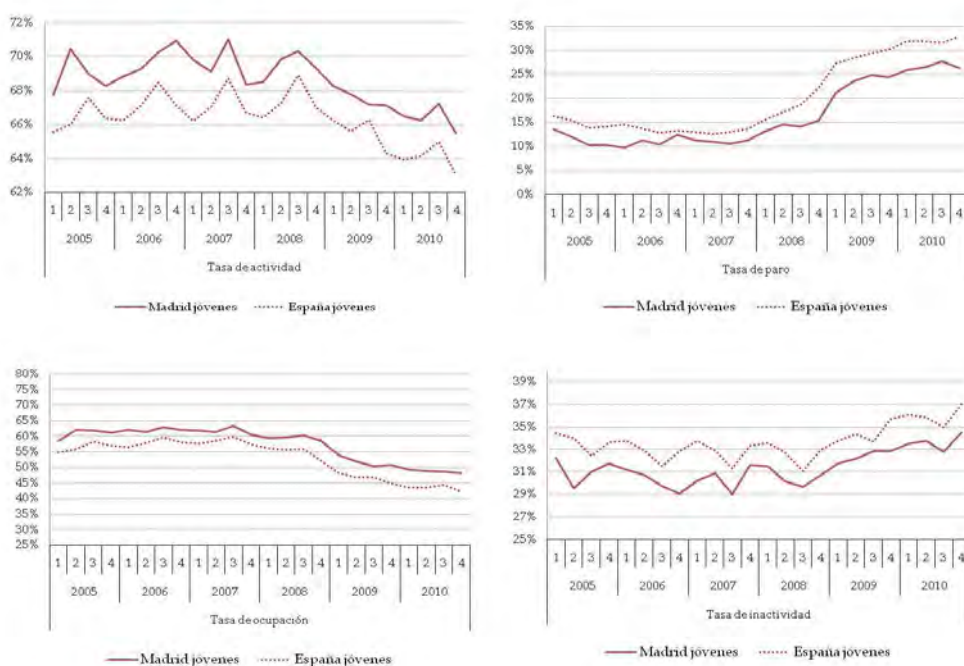 72%
70%
68%
66%
64%
62%
1 2 3 4 1 2 3 4 1 2 3 4 1 2 3 4 1 2 3 4 1 2 3 4
2005 2006 2007 2008 2009 2010
Tasa de actividad
Madrid jóvenes España jóvenes
35%
30%
25%
20%
15%
10%
5%
0%
1 2 3 4 1 2 3 4 1 2 3 4 1 2 3 4 1 2 3 4 1 2 3 4
2005 2006 2007 2008 2009 2010
Tasa de paro
Madrid jóvenes España jóvenes
80%
75%
70%
65%
60%
55%
50%
45%
40%
35%
30%
25%
1 2 3 4 1 2 3 4 1 2 3 4 1 2 3 4 1 2 3 4 1 2 3 4
2005 2006 2007 2008 2009 2010
Tasa de ocupación
Madrid jóvenes España jóvenes
39%
37%
35%
33%
31%
29%
27%
25%
1 2 3 4 1 2 3 4 1 2 3 4 1 2 3 4 1 2 3 4 1 2 3 4
2005 2006 2007 2008 2009 2010
Tasa de inactividad
Madrid jóvenes España jóvenes